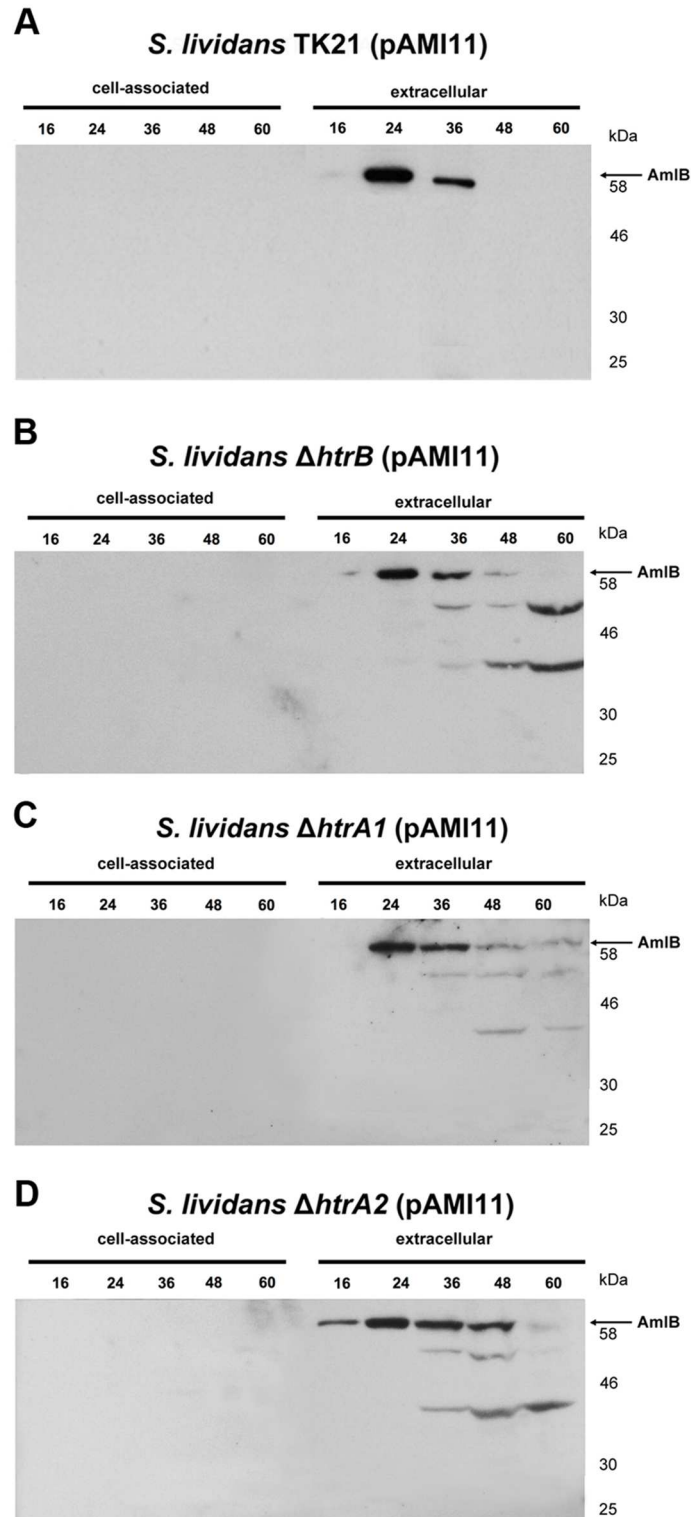 A
S. lividans TK21 (pAMI11)
cell-associated extracellular
16 24 36 48 60 16 24 36 48 60
kDa
AmlB
58
46
30
25
B
S. lividans ΔhtrB (pAMI11)
cell-associated extracellular
16 24 36 48 60 16 24 36 48 60 kDa
AmlB
58
46
30
25
C
S. lividans ΔhtrA1 (pAMI11)
cell-associated extracellular
16 24 36 48 60 16 24 36 48 60 kDa
AmlB
58
46
30
25
D
S. lividans ΔhtrA2 (pAMI11)
cell-associated extracellular
16 24 36 48 60 16 24 36 48 60 kDa
AmlB
58
46
30
25